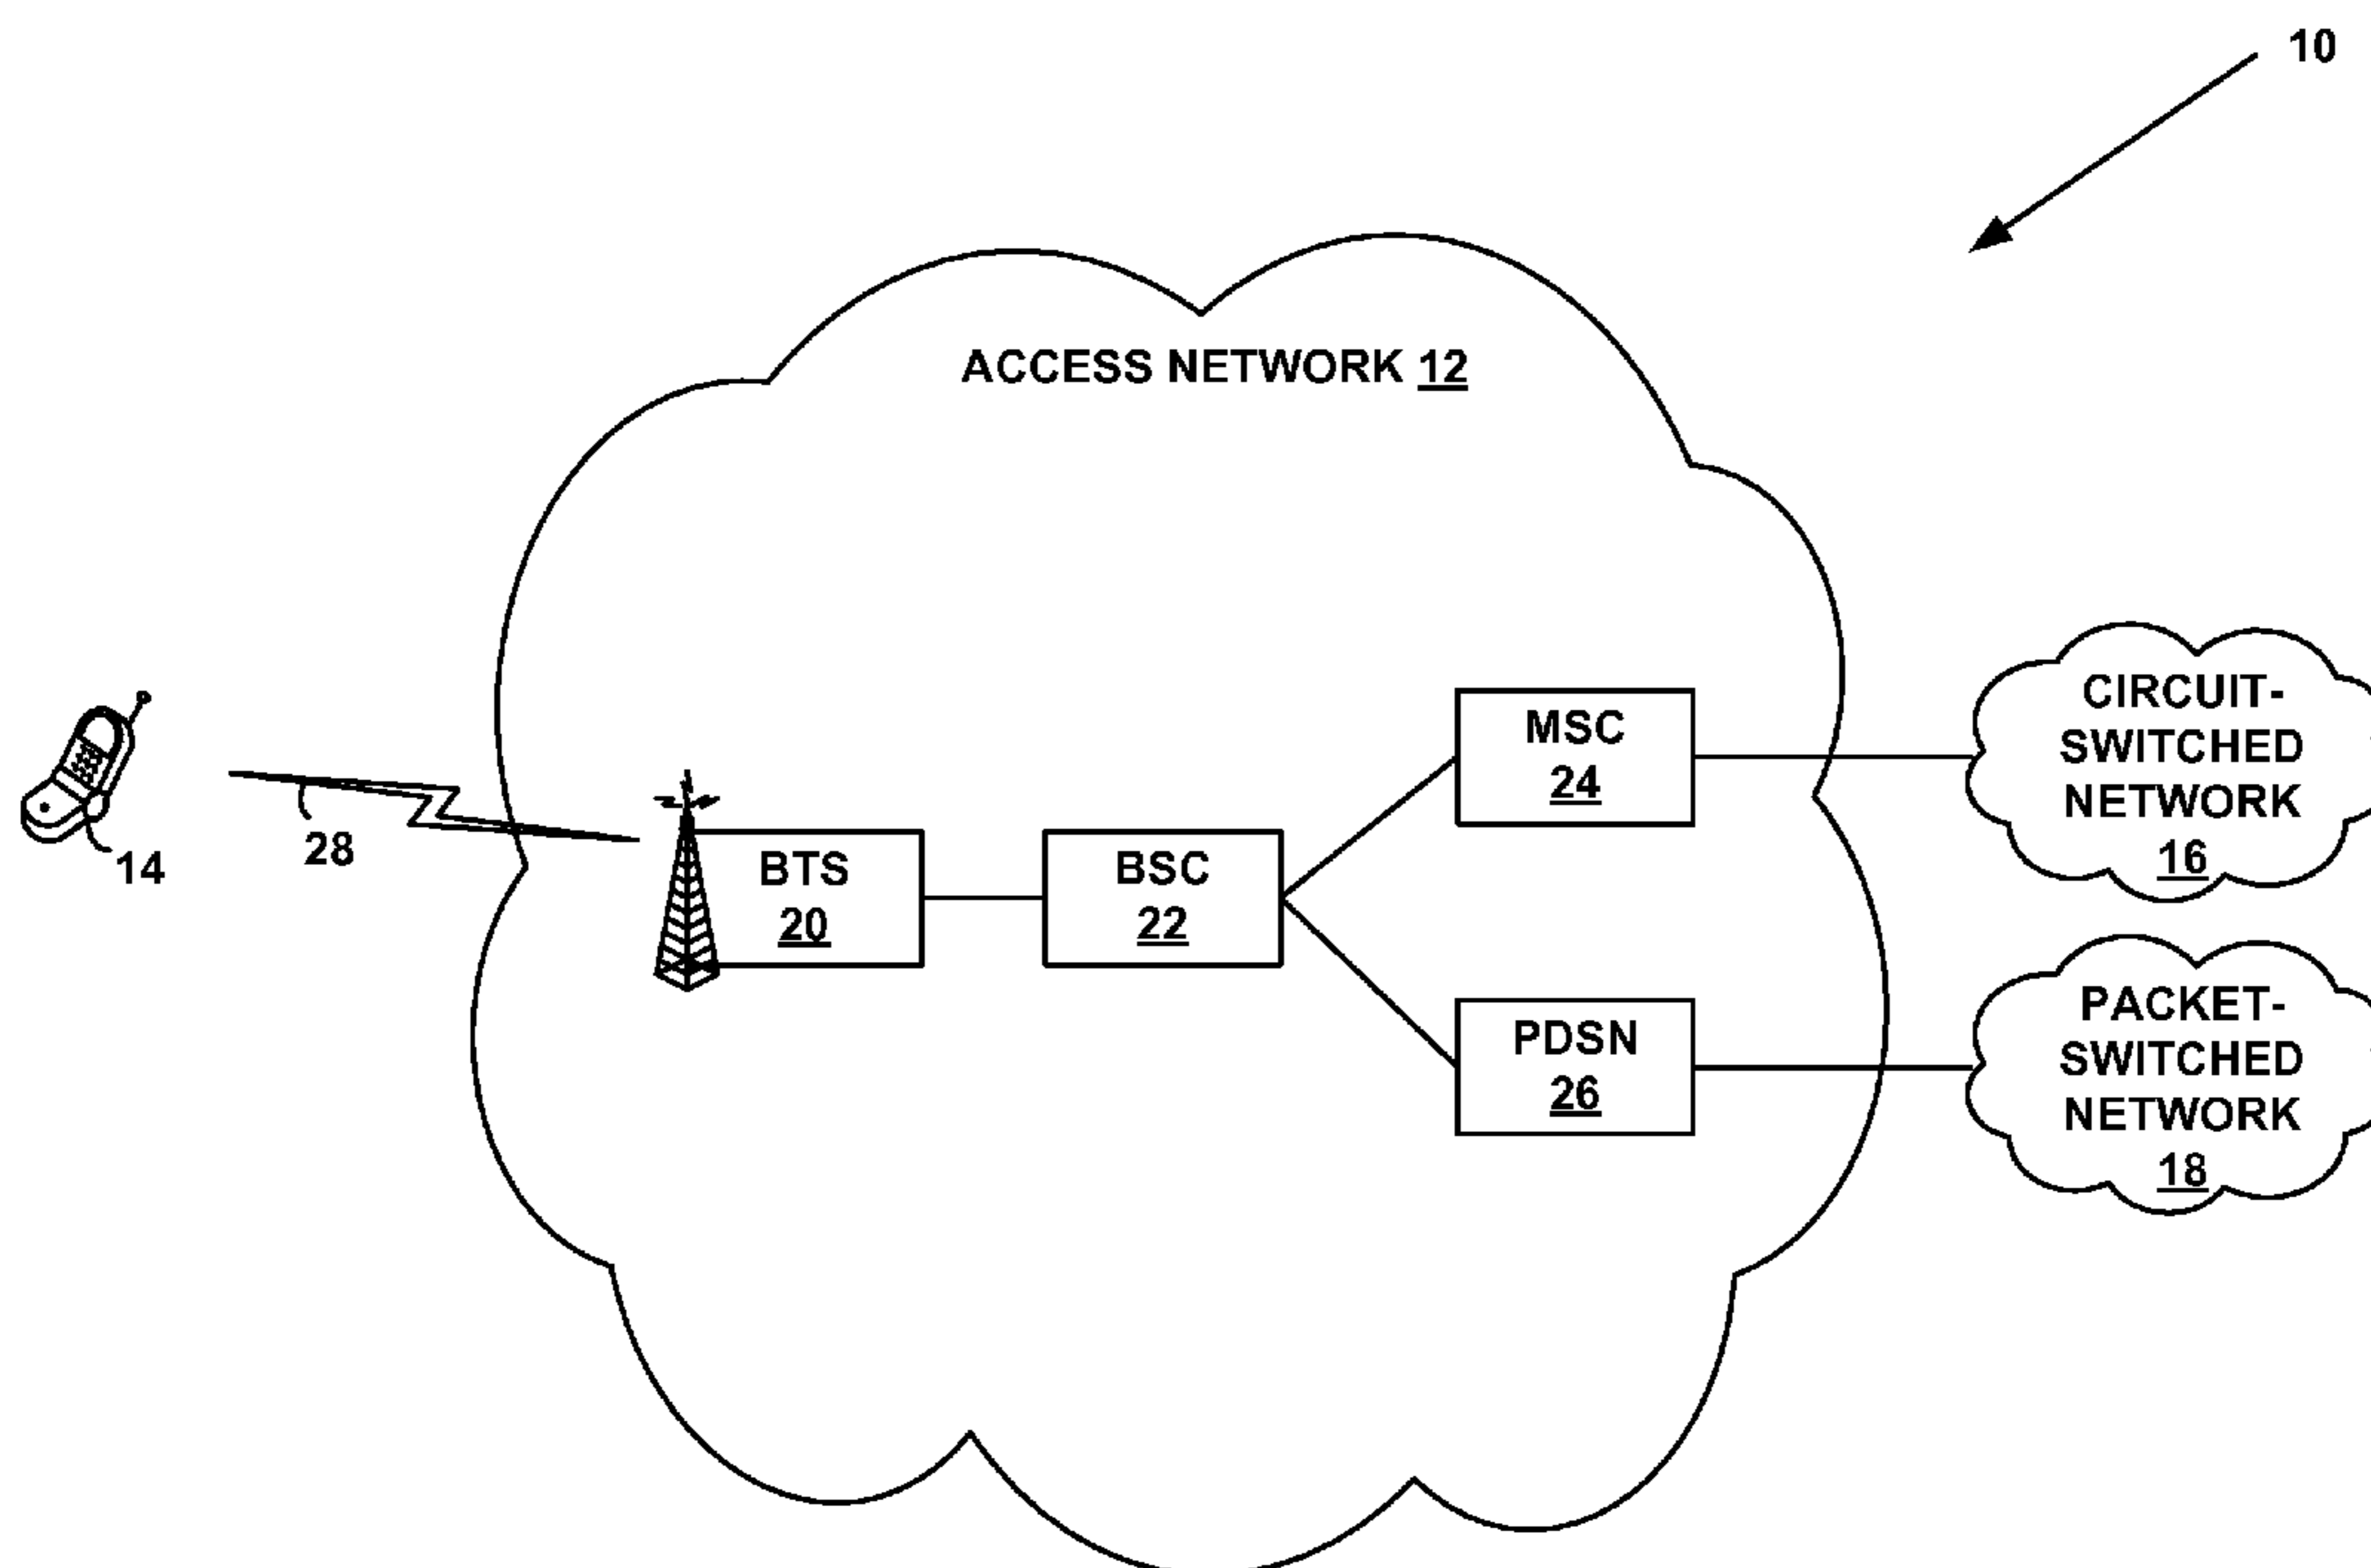 10
ACCESS NETWORK 12
MSC
24
CIRCUIT-
SWITCHED
NETWORK
16
14
28
BTS
20
BSC
22
PDSN
26
PACKET-
SWITCHED
NETWORK
18